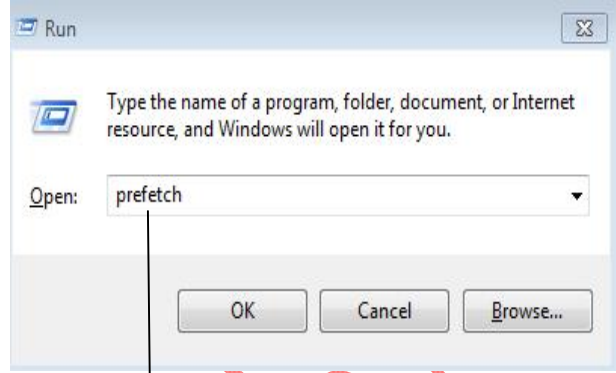 Run
Type the name of a program, folder, document, or Internet
resource, and Windows will open it for you.
Open: prefetch
OK Cancel Browse...